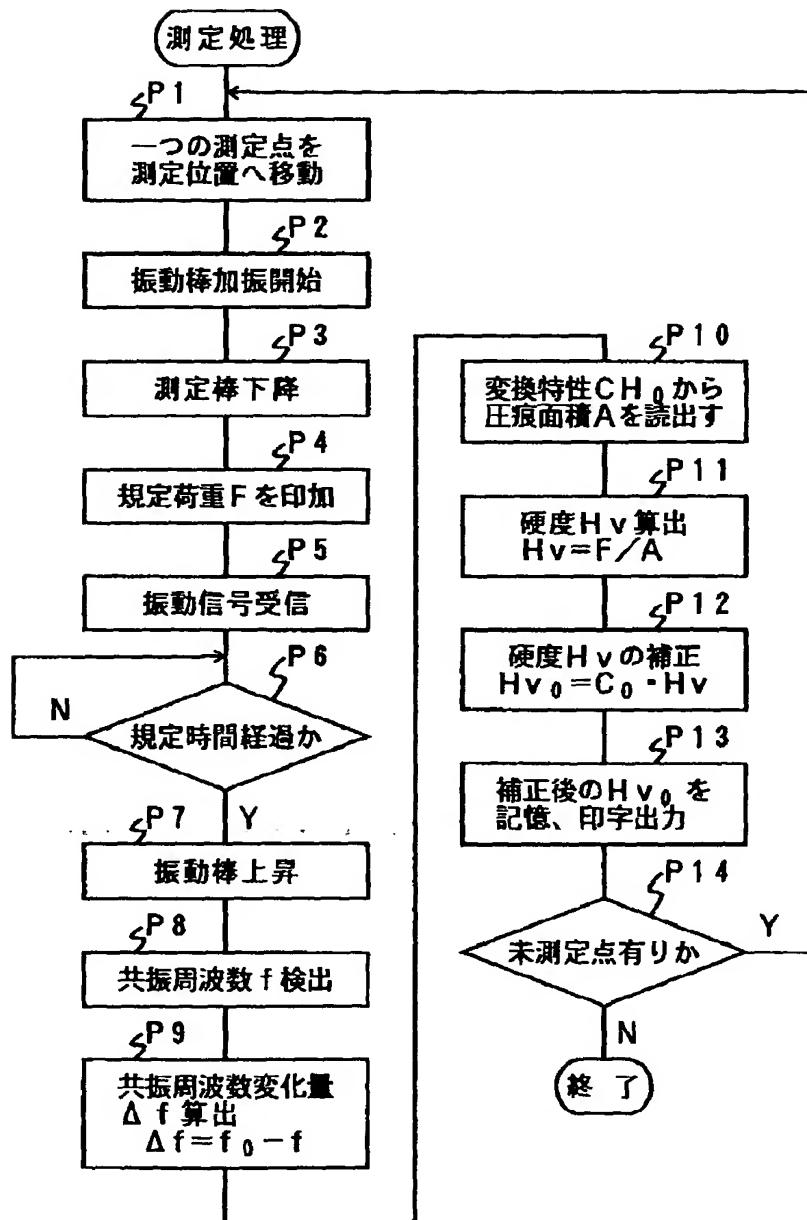 測定処理
P1
一つの測定点を
測定位置へ移動
P2
振動棒加振開始
P3
測定棒下降
P4
規定荷重Fを印加
P5
振動信号受信
P6
規定時間経過か
N
Y
P7
振動棒上昇
P8
共振周波数f検出
P9
共振周波数変化量
Δf算出
Δf=f₀-f
P10
変換特性CH₀から
圧痕面積Aを読出す
P11
硬度Hv算出
Hv=F/A
P12
硬度Hvの補正
Hv₀=C₀・Hv
P13
補正後のHv₀を
記憶、印字出力
P14
未測定点有りか
Y
N
終了